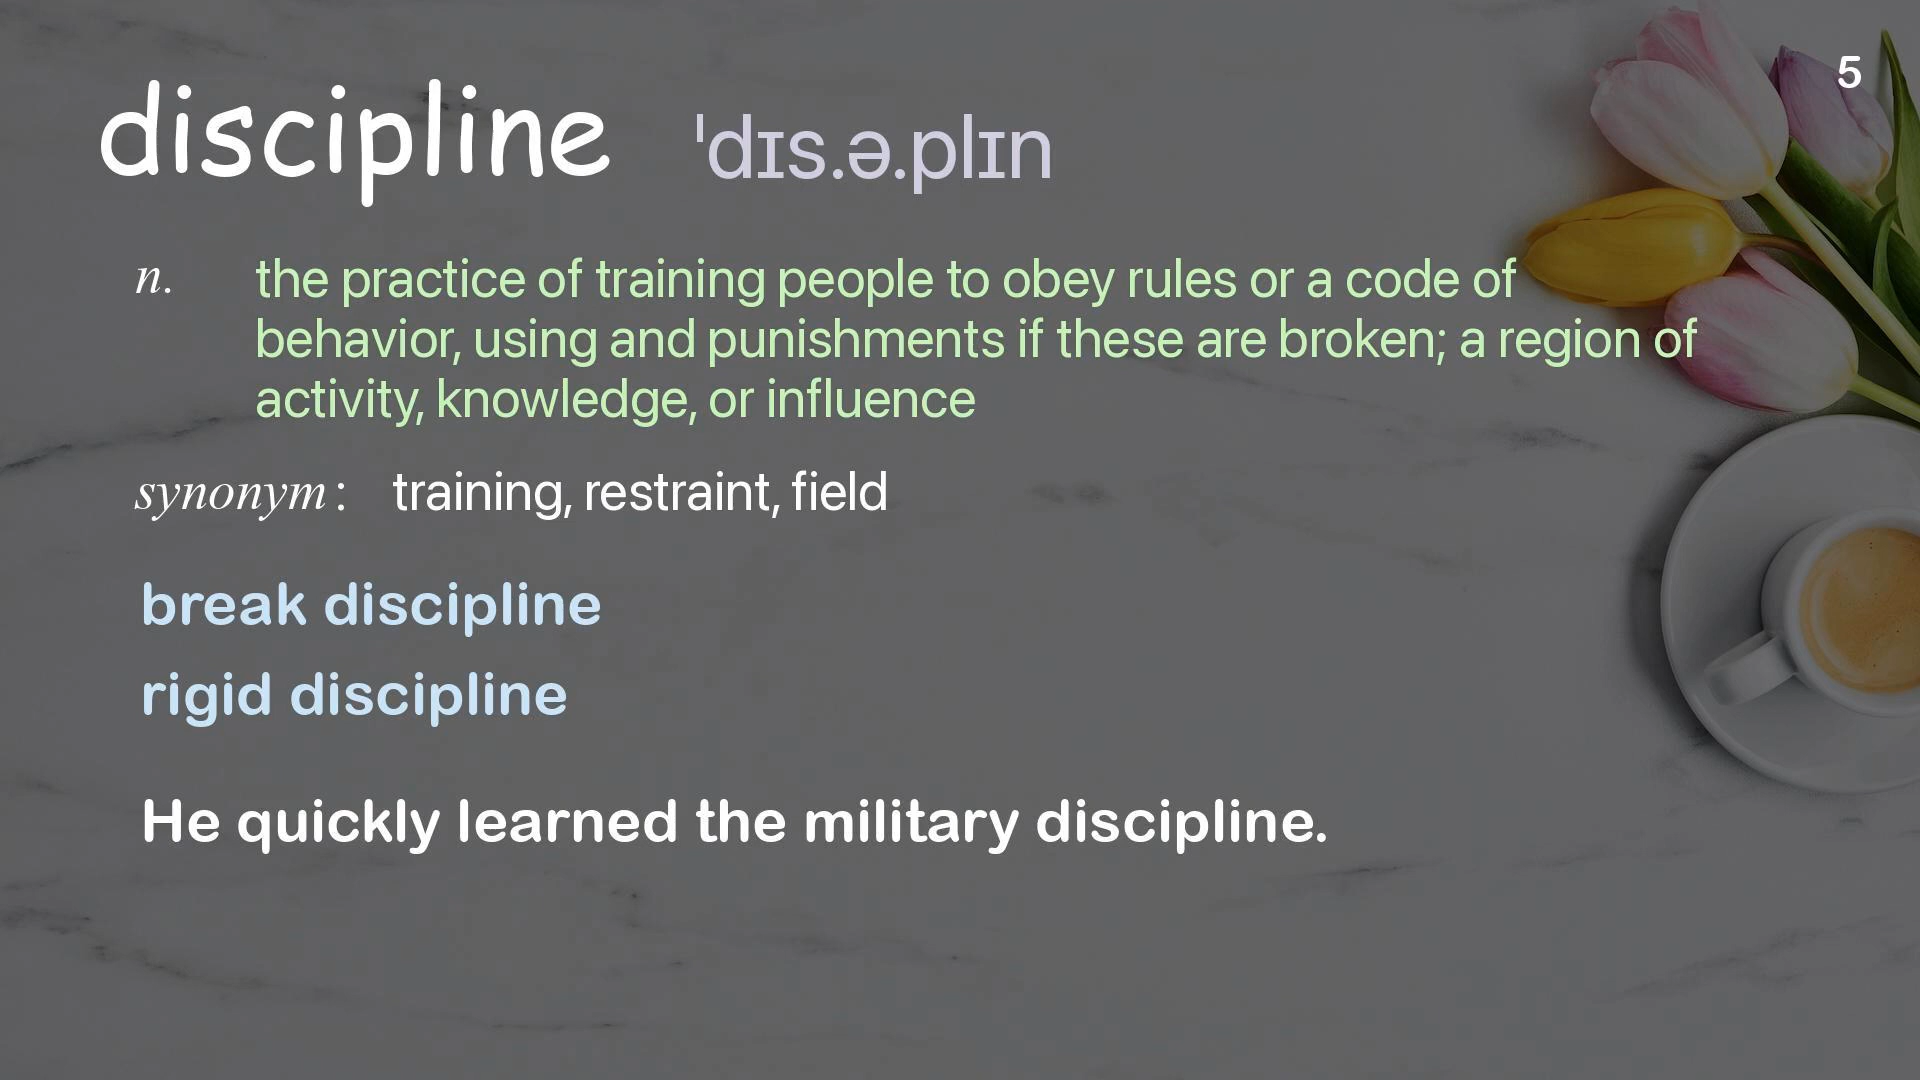 5
discipline ˈdɪs.ə.plɪn
n. the practice of training people to obey rules or a code of
behavior, using and punishments if these are broken; a region of
activity, knowledge, or influence
synonym: training, restraint, field
break discipline
rigid discipline
He quickly learned the military discipline.